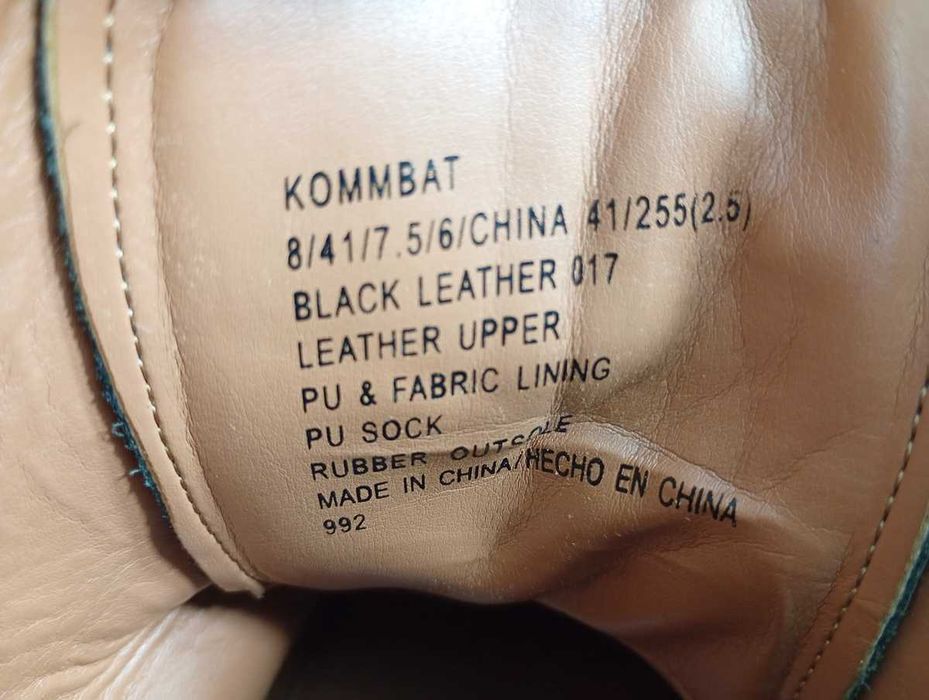 KOMMBAT
8/41/7.5/6/CHINA 41/255(2.5)
BLACK LEATHER 017
LEATHER UPPER
PU & FABRIC LINING
PU SOCK
RUBBER OUTSOLE
MADE IN CHINA/HECHO EN CHINA
992